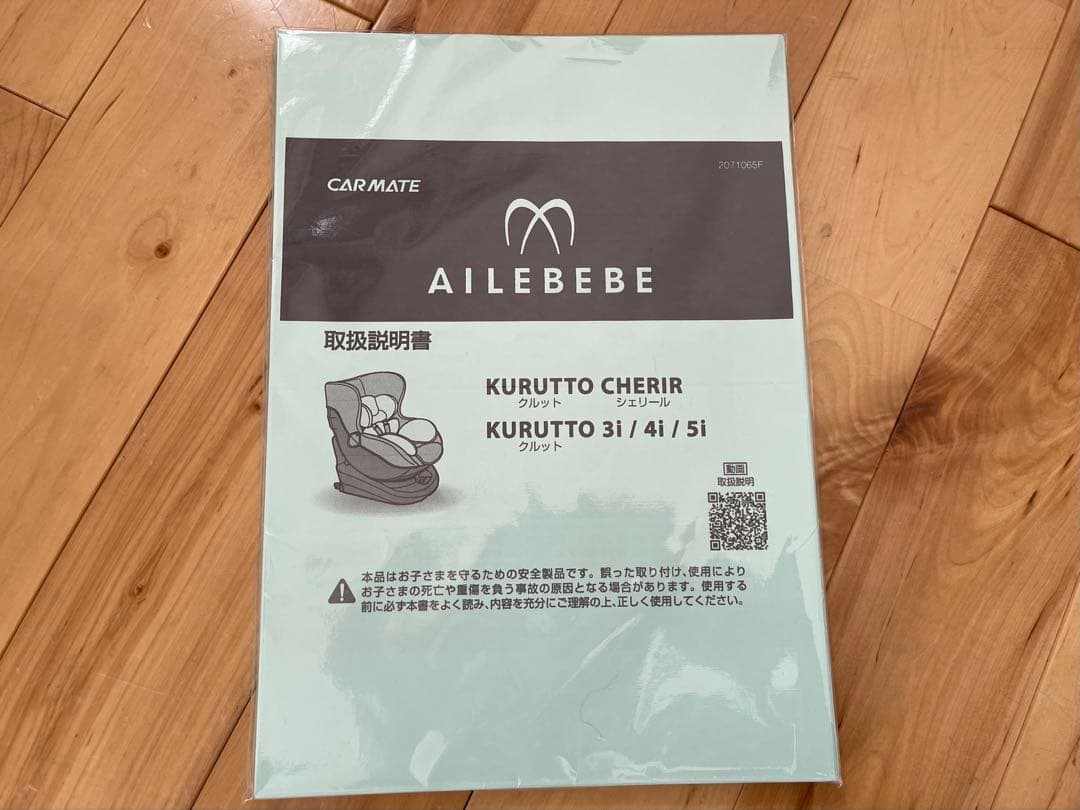 2071065F
CARMATE
AILEBEBE
取扱説明書
KURUTTO CHERIR
クルット シェリール
KURUTTO 3i / 4i / 5i
クルット
動画
取扱説明
本品はお子さまを守るための安全製品です。誤った取り付け、使用により
お子さまの死亡や重傷を負う事故の原因となる場合があります。使用する
前に必ず本書をよく読み、内容を充分にご理解の上、正しく使用してください。